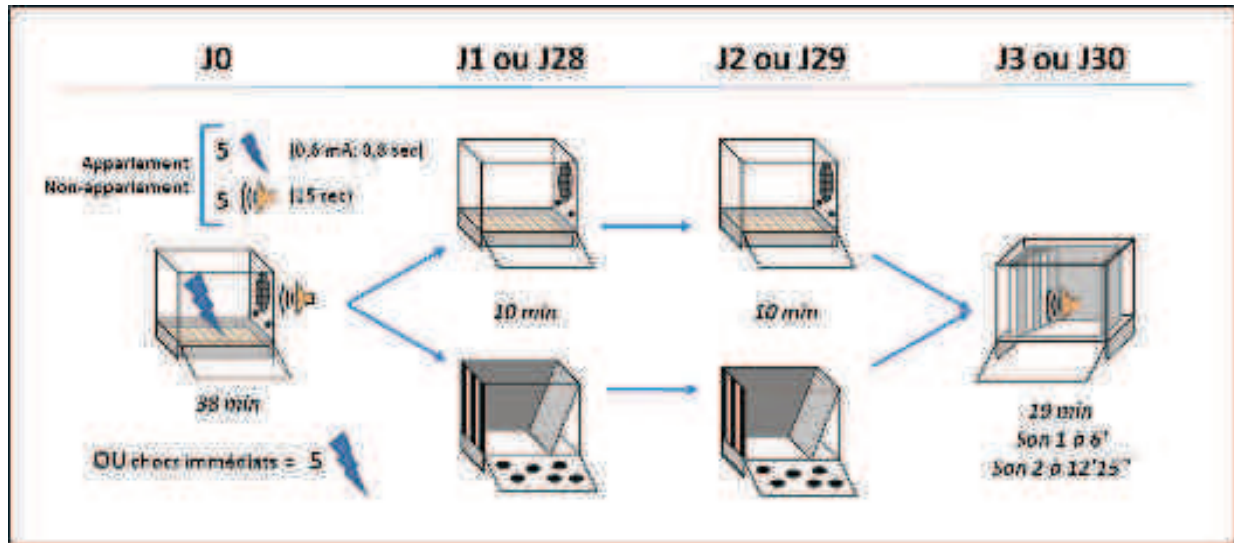 J0
J1 ou J28
J2 ou J29
J3 ou J30
Appariement
Non-appariement
5 (0,6 mA; 0,8 sec)
5 (15 sec)
38 min
OU chocs immédiats = 5
10 min
10 min
19 min
Son 1 à 6'
Son 2 à 12'15''